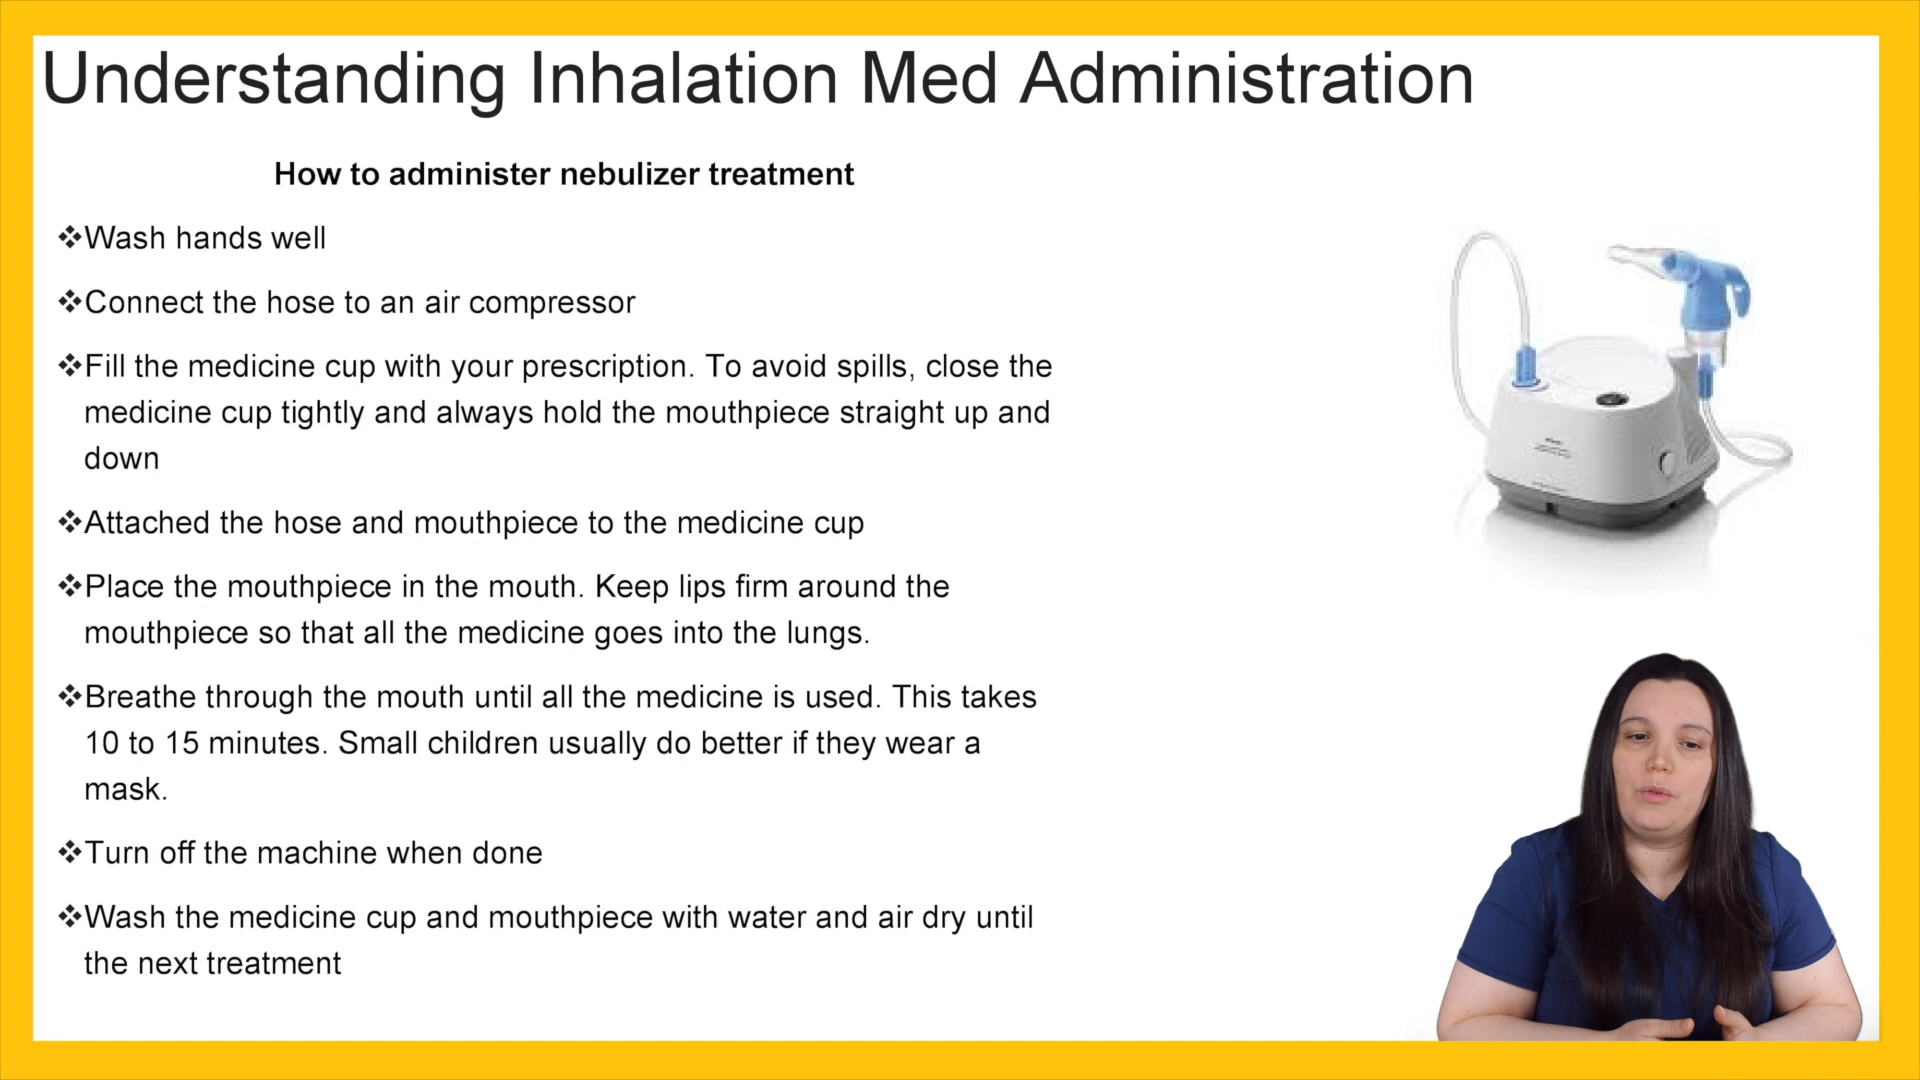 Understanding Inhalation Med Administration
How to administer nebulizer treatment
❖Wash hands well
❖Connect the hose to an air compressor
❖Fill the medicine cup with your prescription. To avoid spills, close the
medicine cup tightly and always hold the mouthpiece straight up and
down
❖Attached the hose and mouthpiece to the medicine cup
❖Place the mouthpiece in the mouth. Keep lips firm around the
mouthpiece so that all the medicine goes into the lungs.
❖Breathe through the mouth until all the medicine is used. This takes
10 to 15 minutes. Small children usually do better if they wear a
mask.
❖Turn off the machine when done
❖Wash the medicine cup and mouthpiece with water and air dry until
the next treatment